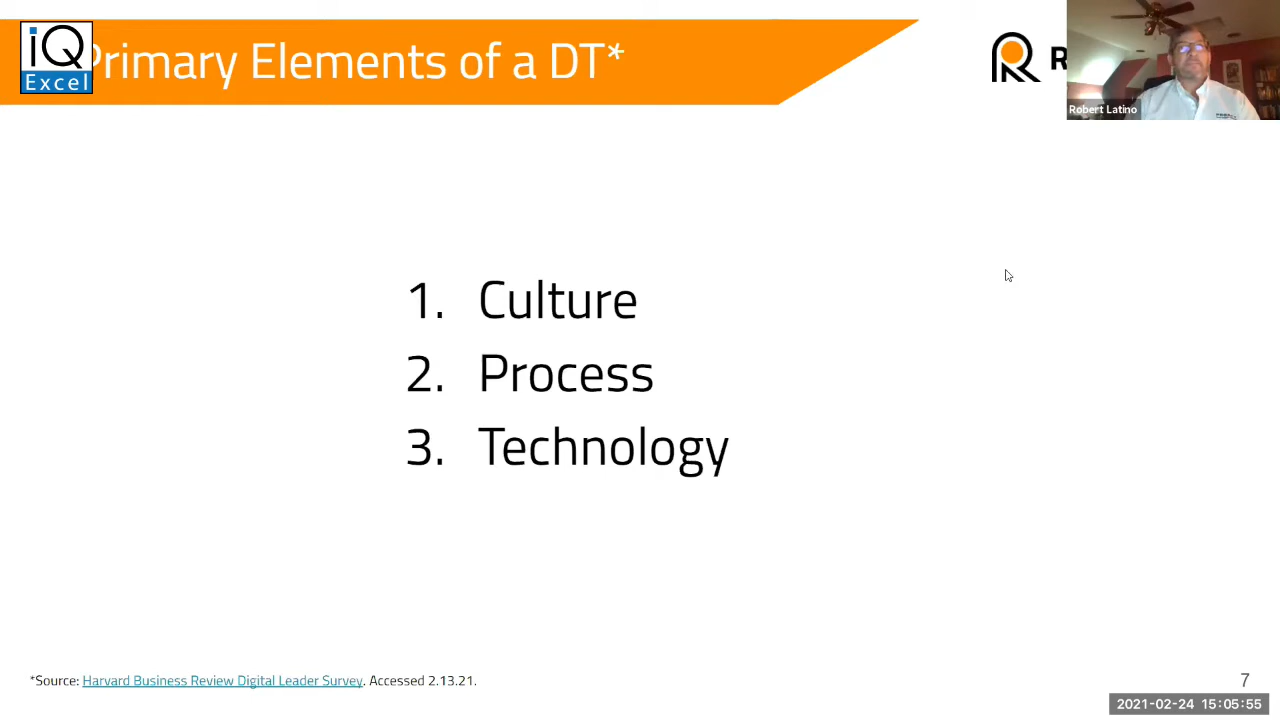 iQ
Excel
Primary Elements of a DT*
R
Robert Latino
1. Culture
2. Process
3. Technology
*Source: Harvard Business Review Digital Leader Survey. Accessed 2.13.21.
7
2021-02-24 15:05:55